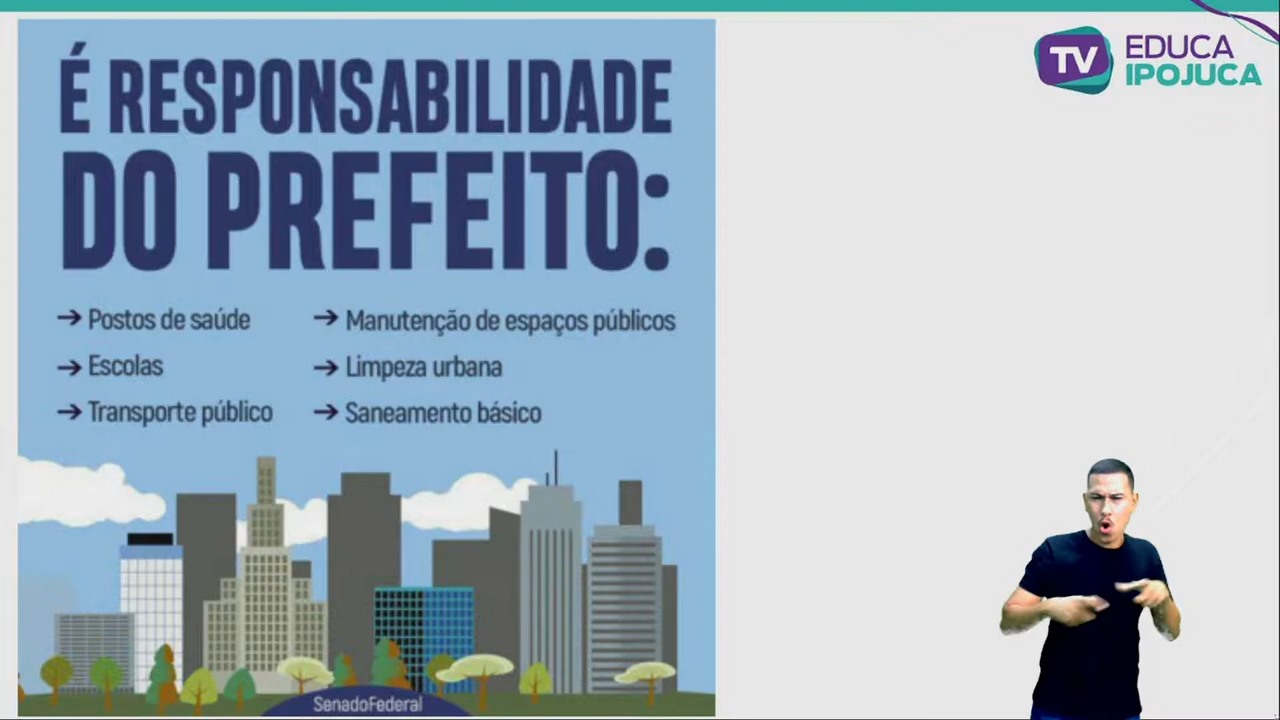 É RESPONSABILIDADE
DO PREFEITO:
→ Postos de saúde
→ Escolas
→ Transporte público
→ Manutenção de espaços públicos
→ Limpeza urbana
→ Saneamento básico
SenadoFederal
TV EDUCA
IPOJUCA